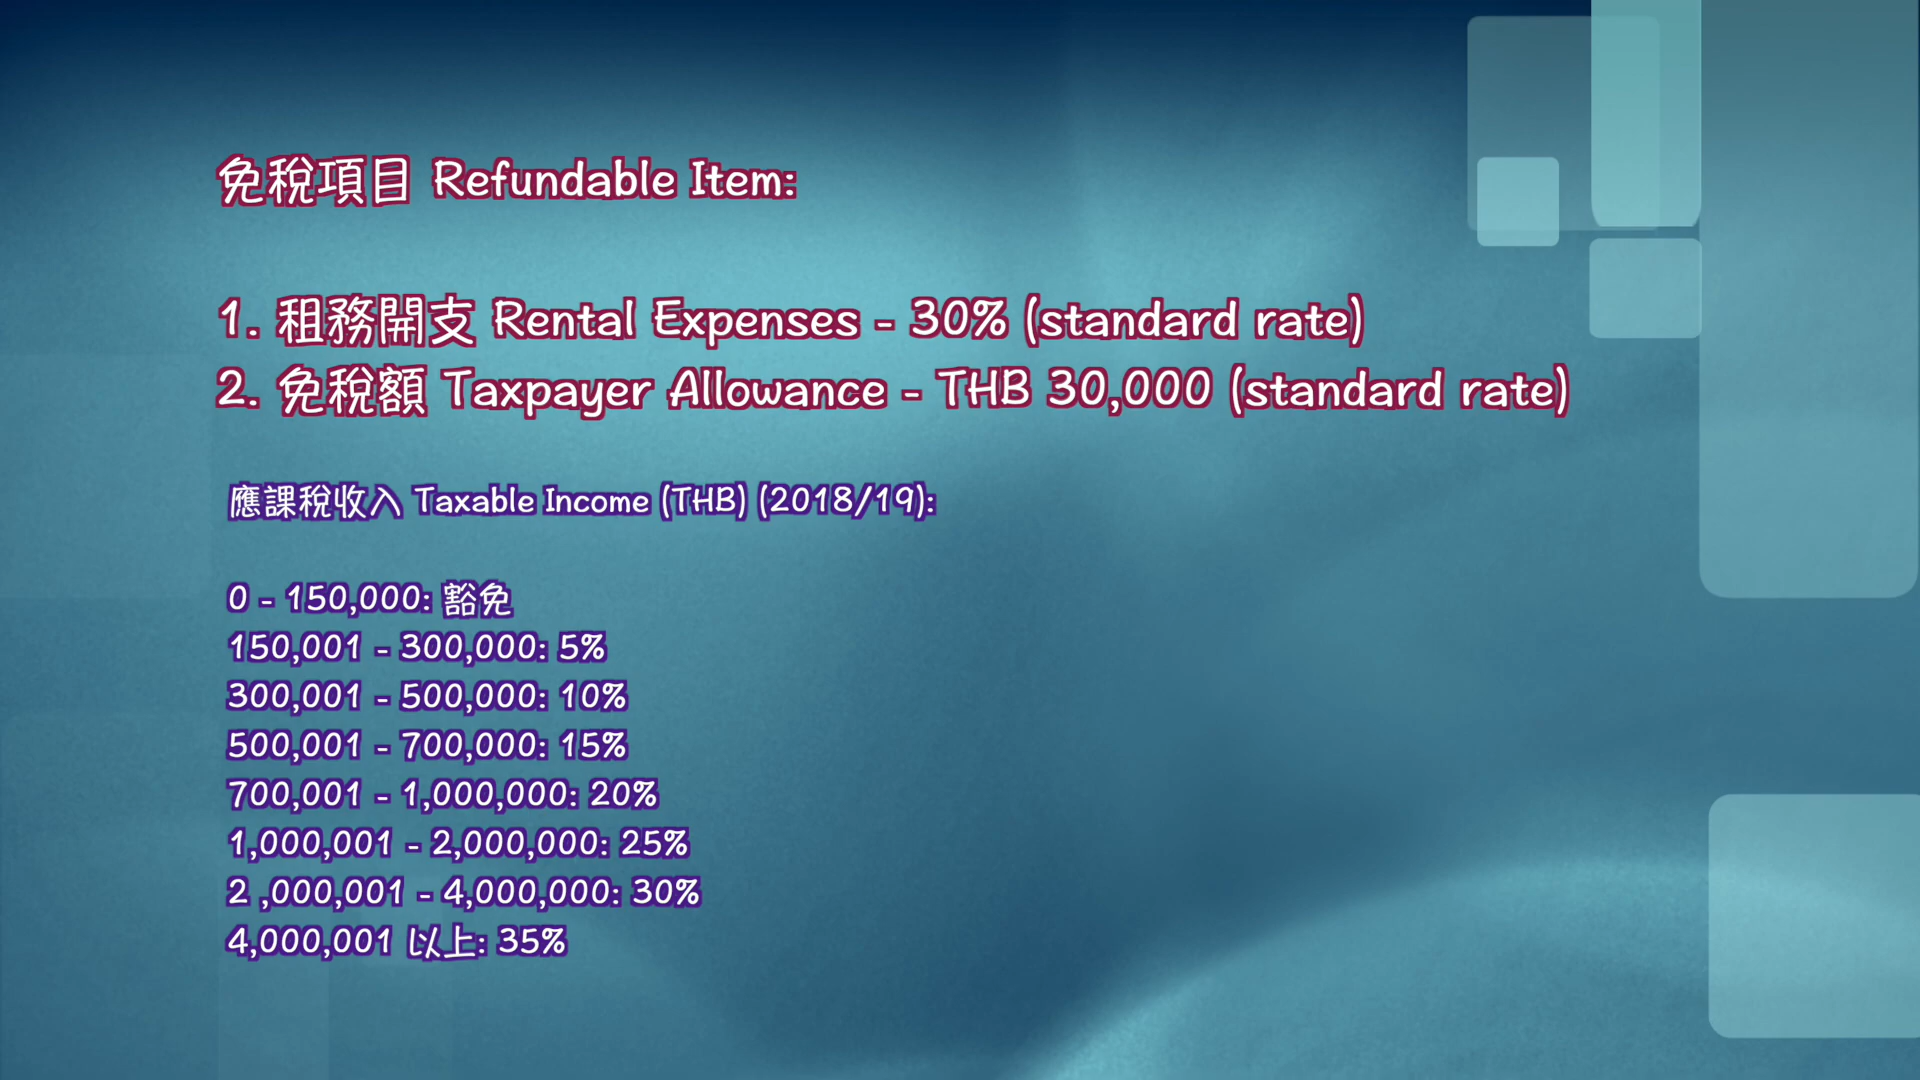 免稅項目 Refundable Item:
1. 租務開支 Rental Expenses - 30% (standard rate)
2. 免稅額 Taxpayer Allowance - THB 30,000 (standard rate)
應課稅收入 Taxable Income (THB) (2018/19):
0 - 150,000: 豁免
150,001 - 300,000: 5%
300,001 - 500,000: 10%
500,001 - 700,000: 15%
700,001 - 1,000,000: 20%
1,000,001 - 2,000,000: 25%
2 ,000,001 - 4,000,000: 30%
4,000,001 以上: 35%